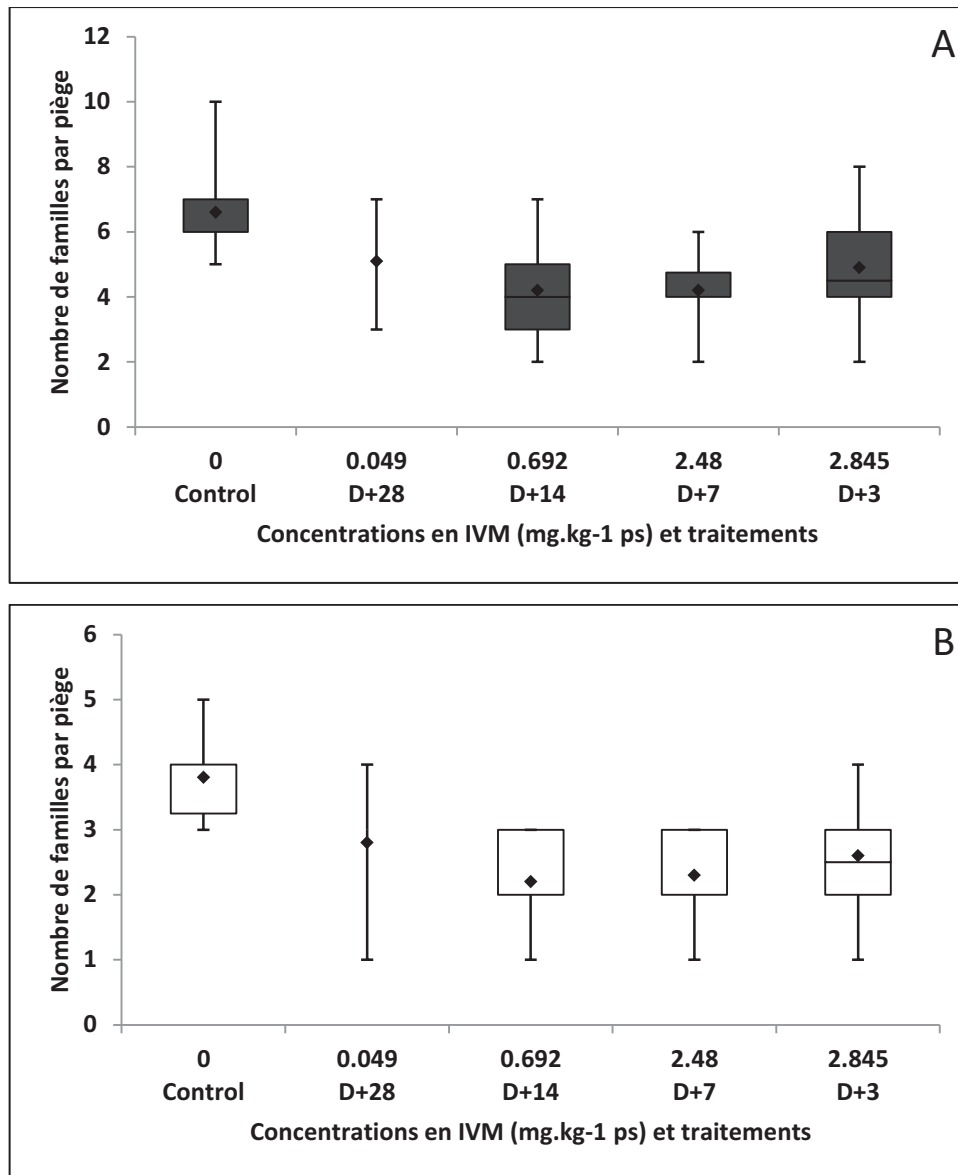 A
Nombre de familles par piège
12
10
8
6
4
2
0
0 0.049 0.692 2.48 2.845
Control D+28 D+14 D+7 D+3
Concentrations en IVM (mg.kg-1 ps) et traitements
B
Nombre de familles par piège
6
5
4
3
2
1
0
0 0.049 0.692 2.48 2.845
Control D+28 D+14 D+7 D+3
Concentrations en IVM (mg.kg-1 ps) et traitements